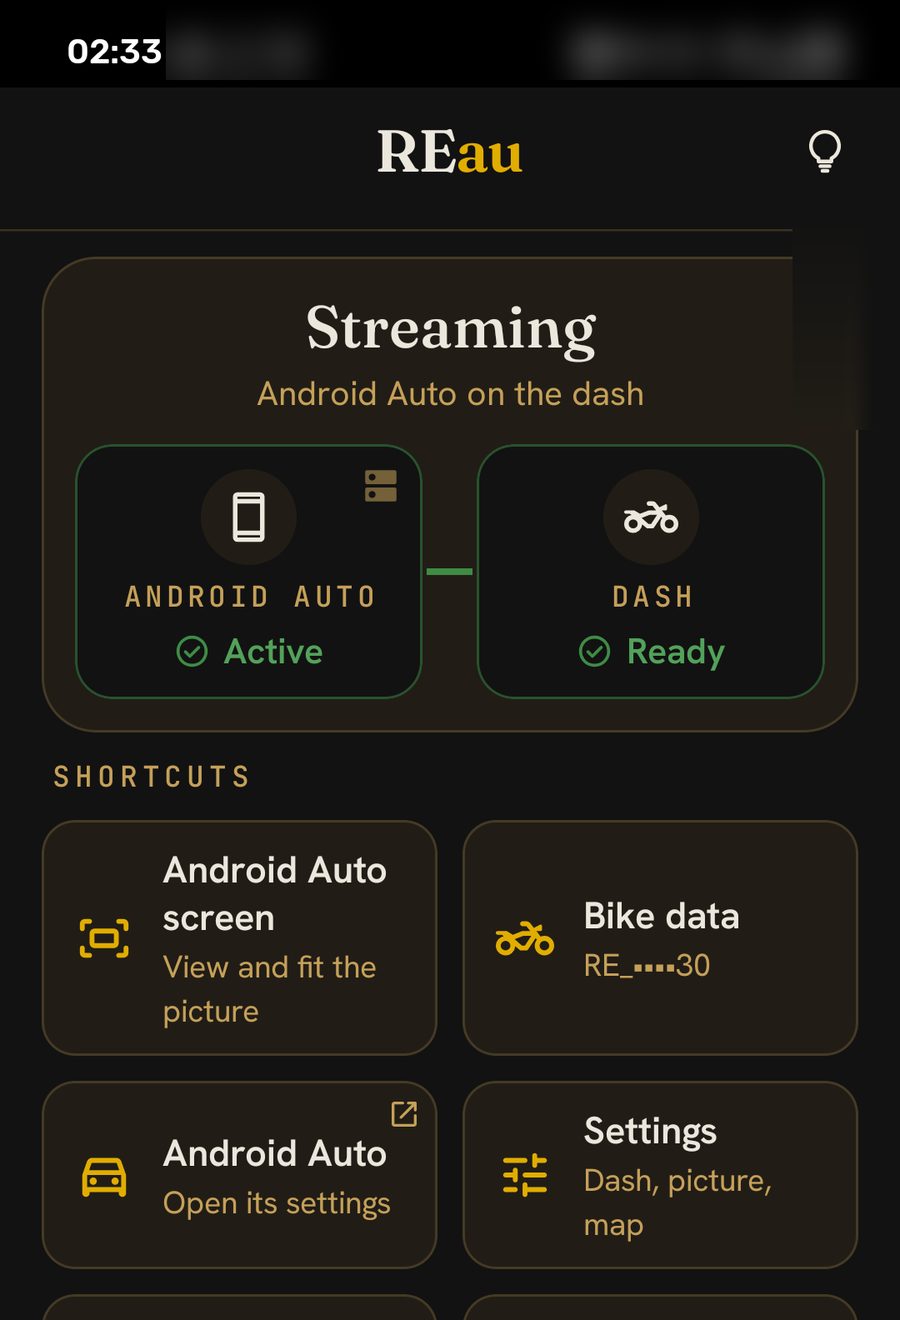 02:33
REau
Streaming
Android Auto on the dash
ANDROID AUTO
Active
DASH
Ready
SHORTCUTS
Android Auto
screen
View and fit the
picture
Bike data
RE_▪▪▪▪30
Android Auto
Open its settings
Settings
Dash, picture,
map